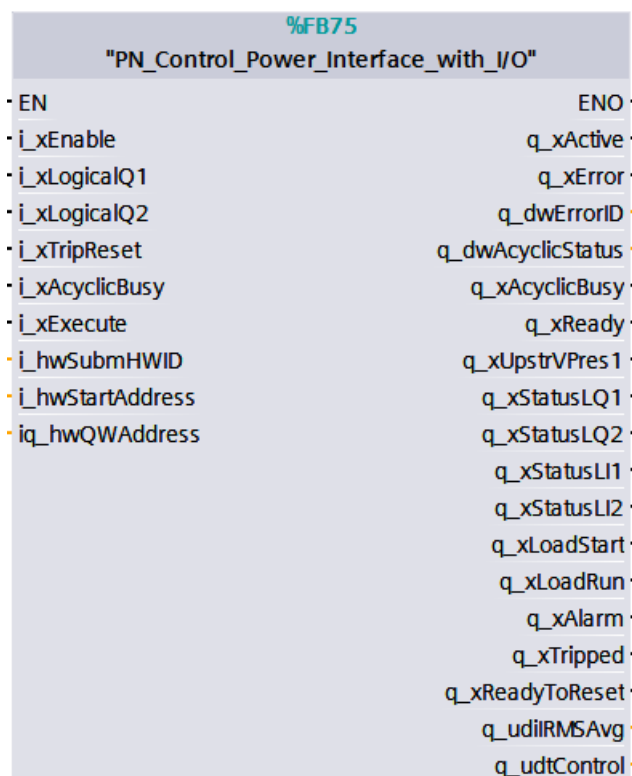 %FB75
"PN_Control_Power_Interface_with_I/O"
EN ENO
i_xEnable q_xActive
i_xLogicalQ1 q_xError
i_xLogicalQ2 q_dwErrorID
i_xTripReset q_dwAcyclicStatus
i_xAcyclicBusy q_xAcyclicBusy
i_xExecute q_xReady
i_hwSubmHWID q_xUpstrVPres1
i_hwStartAddress q_xStatusLQ1
iq_hwQWAddress q_xStatusLQ2
q_xStatusLI1
q_xStatusLI2
q_xLoadStart
q_xLoadRun
q_xAlarm
q_xTripped
q_xReadyToReset
q_udiIRMSAvg
q_udtControl